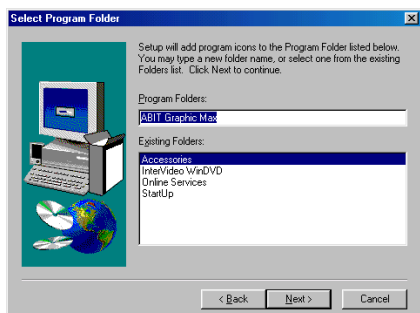 Select Program Folder
Setup will add program icons to the Program Folder listed below.
You may type a new folder name, or select one from the existing
Folders list. Click Next to continue.
Program Folders:
ABIT Graphic Max
Existing Folders:
Accessories
InterVideo WinDVD
Online Services
StartUp
< Back Next > Cancel